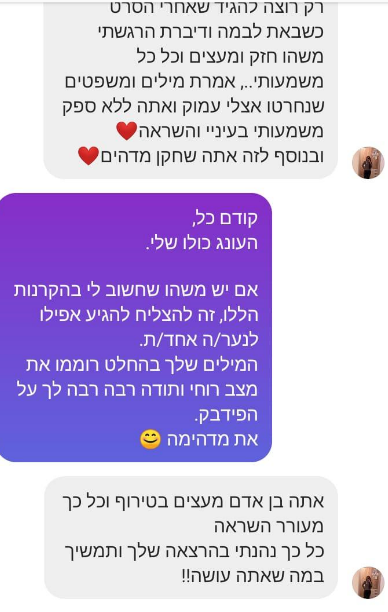 רק רוצה להגיד שאחרי הסרט
כשבאת לבמה ודיברת הרגשתי
משהו חזק ומעצים וכל כל
משמעותי.., אמרת מילים ומשפטים
שנחרטו אצלי עמוק ואתה ללא ספק
משמעותי בעיניי והשראה❤️
ובנוסף לזה אתה שחקן מדהים❤️
קודם כל,
העונג כולו שלי.
אם יש משהו שחשוב לי בהקרנות
הללו, זה להצליח להגיע אפילו
לנער/ה אחד/ת.
המילים שלך בהחלט רוממו את
מצב רוחי ותודה רבה רבה לך על
הפידבק.
את מדהימה 😊
אתה בן אדם מעצים בטירוף וכל כך
מעורר השראה
כל כך נהנתי בהרצאה שלך ותמשיך
במה שאתה עושה!!